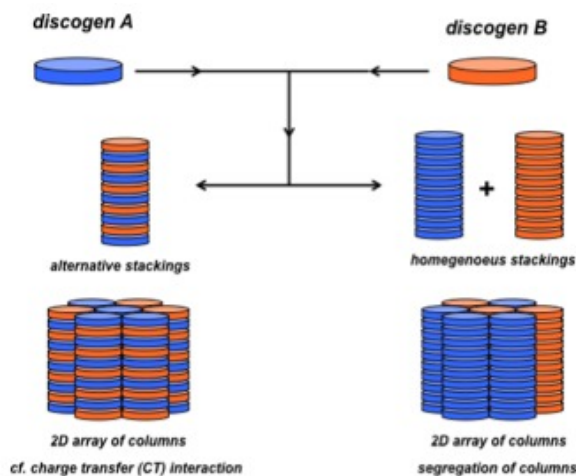 discogen A
discogen B
+
alternative stackings
homegenoeus stackings
2D array of columns
cf. charge transfer (CT) interaction
2D array of columns
segregation of columns